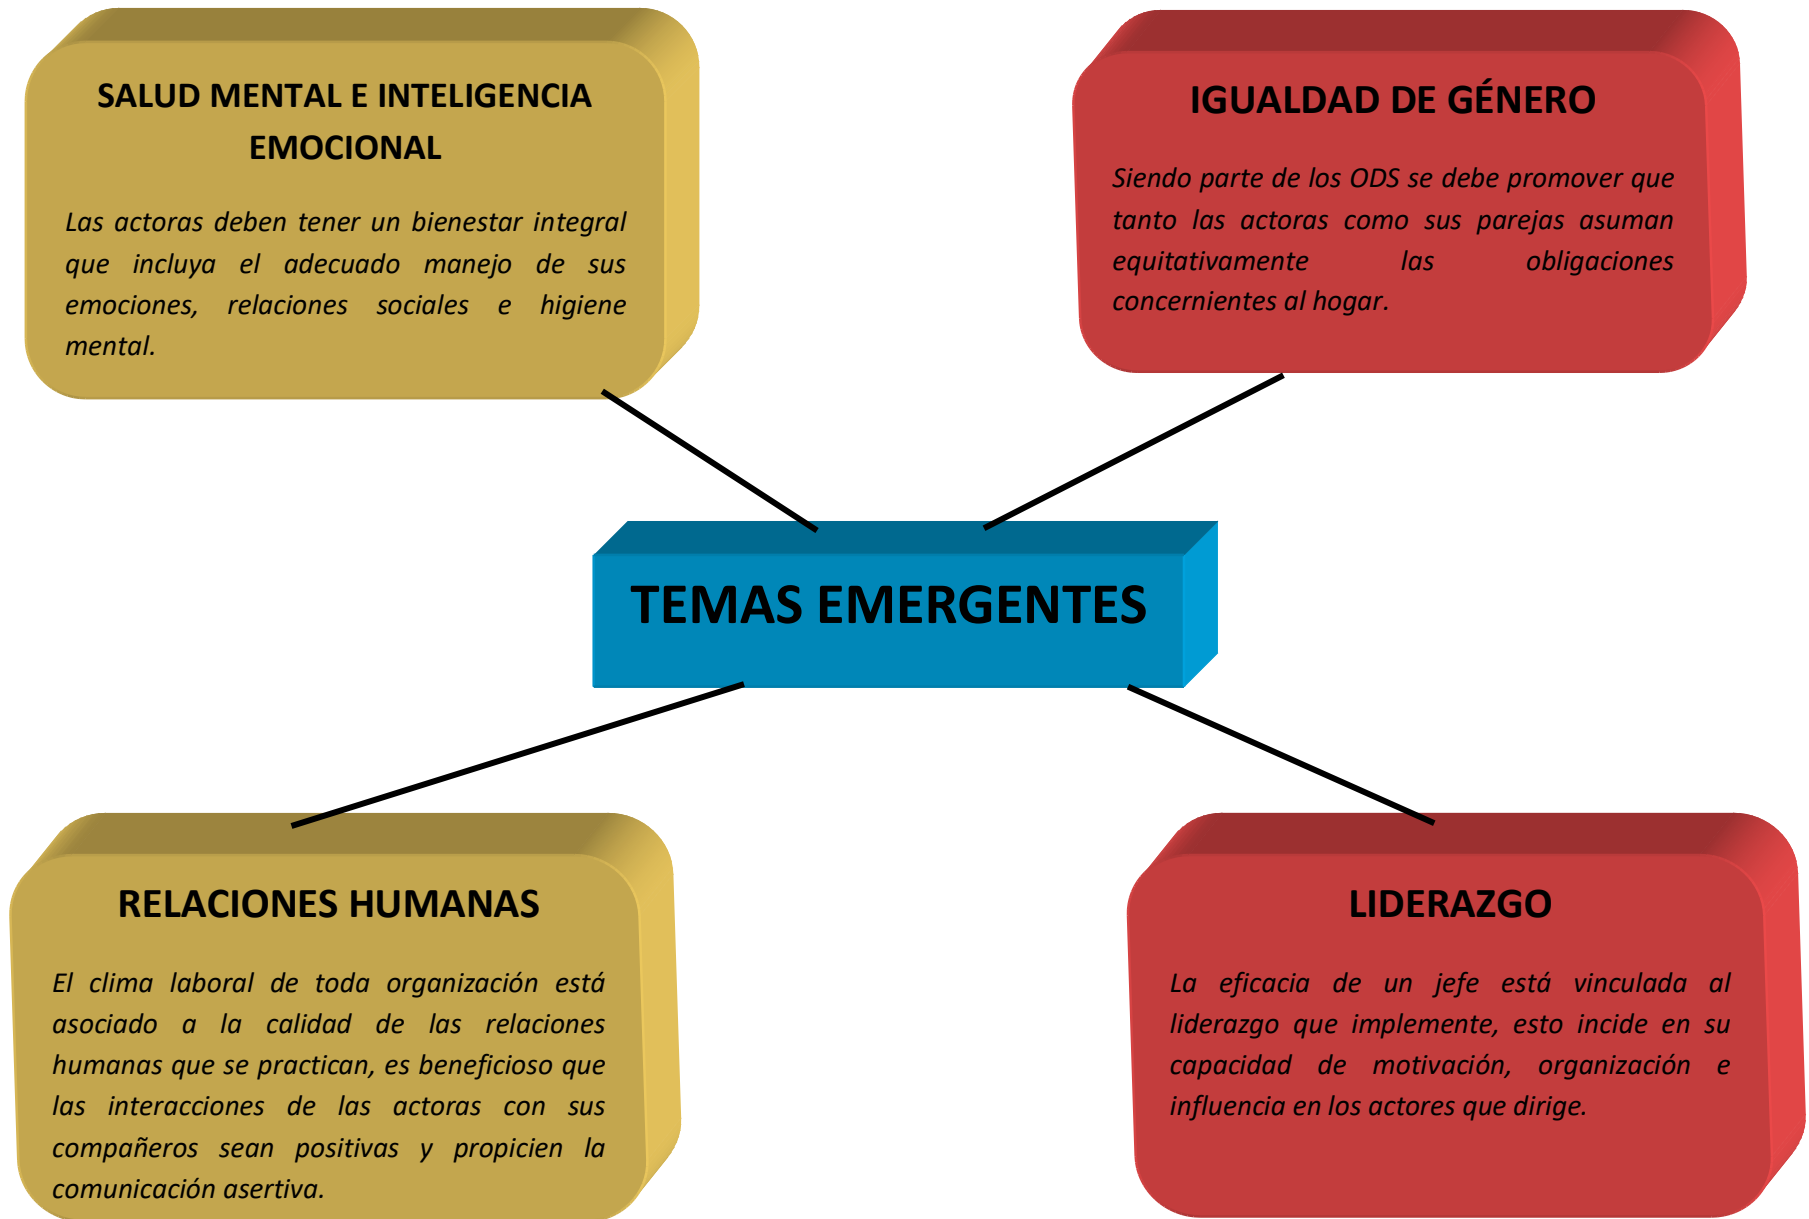 SALUD MENTAL E INTELIGENCIA
EMOCIONAL
Las actoras deben tener un bienestar integral
que incluya el adecuado manejo de sus
emociones, relaciones sociales e higiene
mental.
IGUALDAD DE GÉNERO
Siendo parte de los ODS se debe promover que
tanto las actoras como sus parejas asuman
equitativamente las obligaciones
concernientes al hogar.
TEMAS EMERGENTES
RELACIONES HUMANAS
El clima laboral de toda organización está
asociado a la calidad de las relaciones
humanas que se practican, es beneficioso que
las interacciones de las actoras con sus
compañeros sean positivas y propicien la
comunicación asertiva.
LIDERAZGO
La eficacia de un jefe está vinculada al
liderazgo que implemente, esto incide en su
capacidad de motivación, organización e
influencia en los actores que dirige.